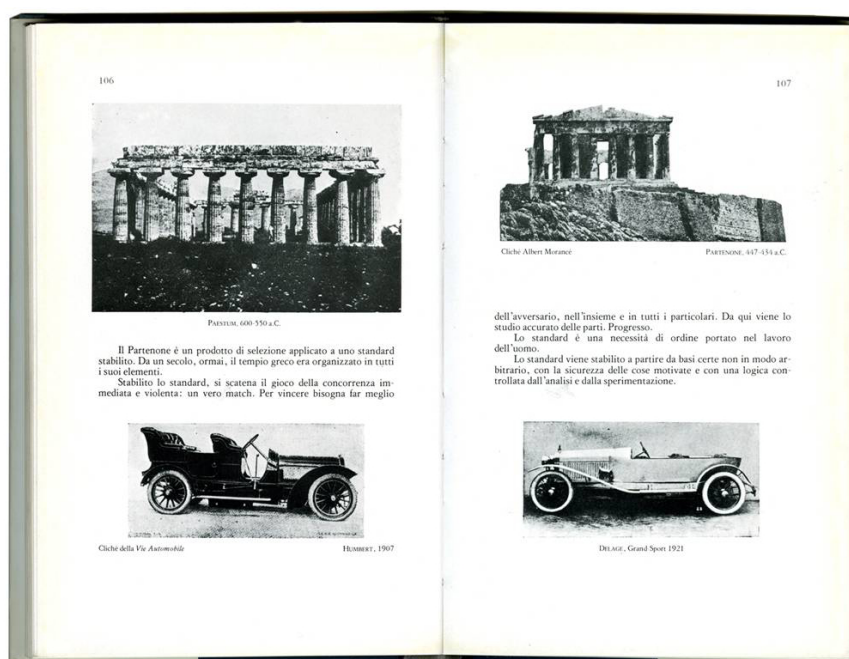 106
PAESTUM, 600-550 a.C.
Il Partenone è un prodotto di selezione applicato a uno standard
stabilito. Da un secolo, ormai, il tempio greco era organizzato in tutti
i suoi elementi.
Stabilito lo standard, si scatena il gioco della concorrenza im-
mediata e violenta: un vero match. Per vincere bisogna far meglio
Cliché della Vie Automobile
HUMBERT, 1907
107
Cliché Albert Morancé
PARTENONE, 447-434 a.C.
dell'avversario, nell'insieme e in tutti i particolari. Da qui viene lo
studio accurato delle parti. Progresso.
Lo standard è una necessità di ordine portato nel lavoro
dell'uomo.
Lo standard viene stabilito a partire da basi certe non in modo ar-
bitrario, con la sicurezza delle cose motivate e con una logica con-
trollata dall'analisi e dalla sperimentazione.
DELAGE, Grand-Sport 1921